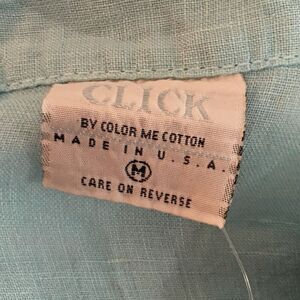 CLICK
BY COLOR ME COTTON
MADE IN U.S.A.
M
CARE ON REVERSE